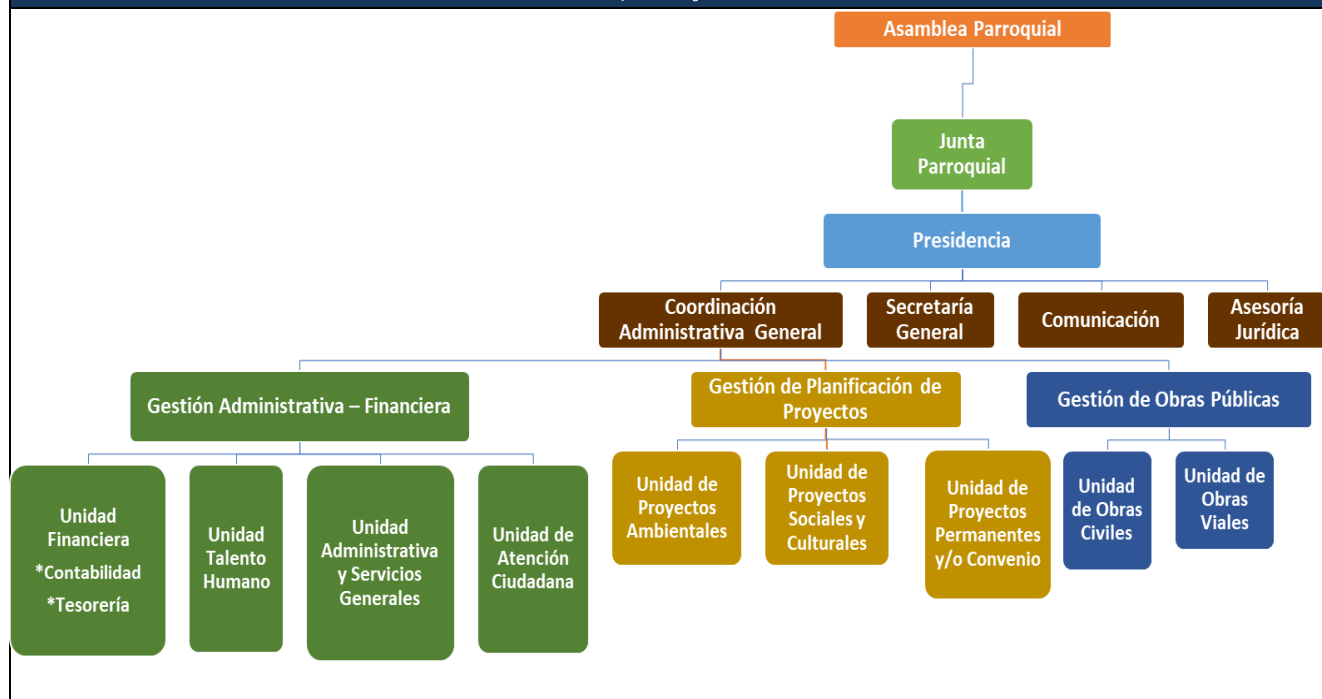 Asamblea Parroquial
Junta
Parroquial
Presidencia
Coordinación
Administrativa General
Secretaría
General
Comunicación
Asesoría
Jurídica
Gestión Administrativa – Financiera
Gestión de Planificación de
Proyectos
Gestión de Obras Públicas
Unidad
Financiera
*Contabilidad
*Tesorería
Unidad
Talento
Humano
Unidad
Administrativa
y Servicios
Generales
Unidad de
Atención
Ciudadana
Unidad de
Proyectos
Ambientales
Unidad de
Proyectos
Sociales y
Culturales
Unidad de
Proyectos
Permanentes
y/o Convenio
Unidad
de Obras
Civiles
Unidad de
Obras
Viales